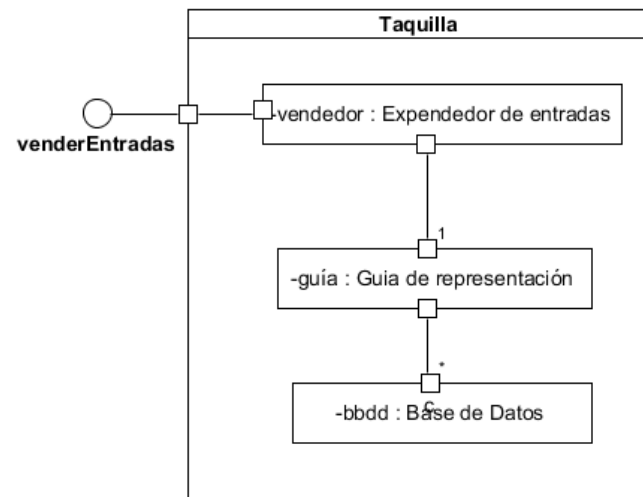 Taquilla
-vendedor : Expendedor de entradas
venderEntradas
1
-guía : Guia de representación
*
C
-bbdd : Base de Datos